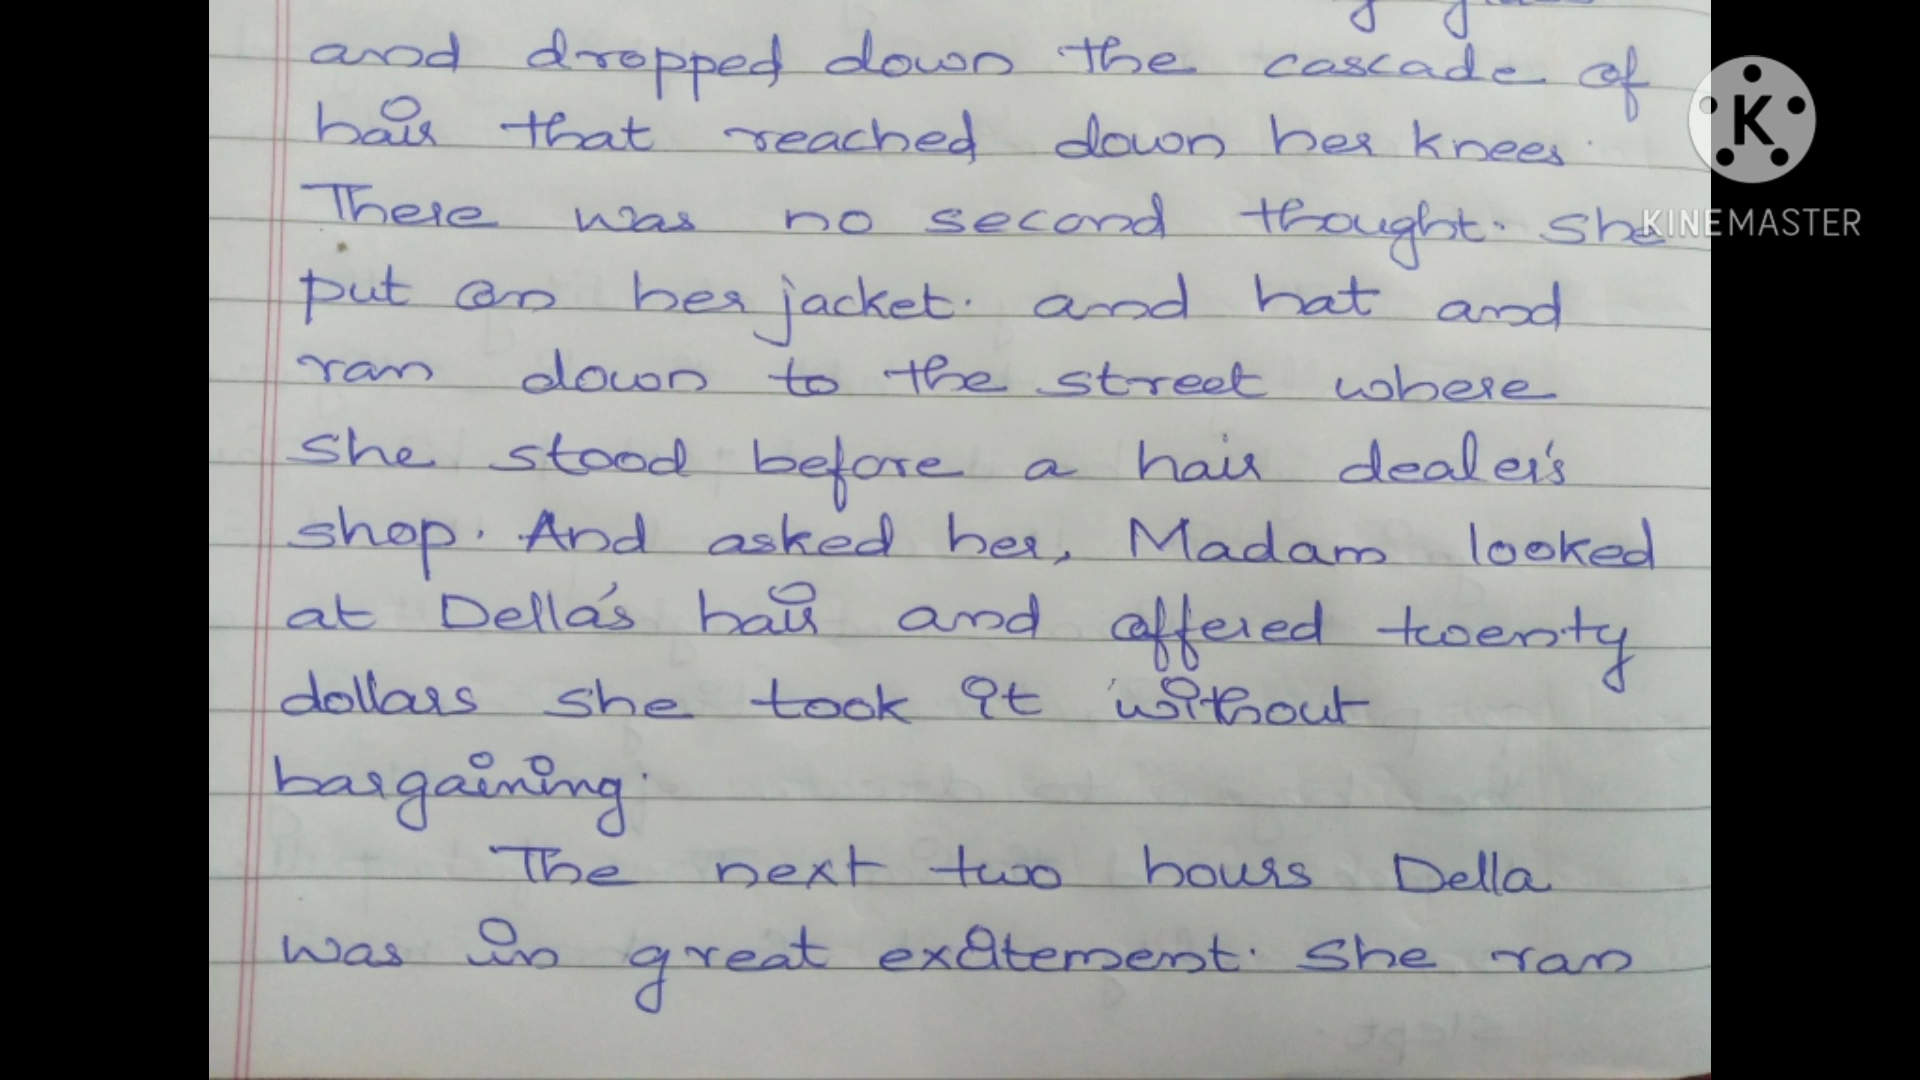 and dropped down the cascade of
hair that reached down her knees.
There was no second thought. She
put on her jacket. and hat and
ran down to the street where
she stood before a hair dealer's
shop. And asked her, Madam looked
at Della's hair and offered twenty
dollars she took it without
bargaining.
The next two hours Della
was in great excitement. She ran
K
KINEMASTER